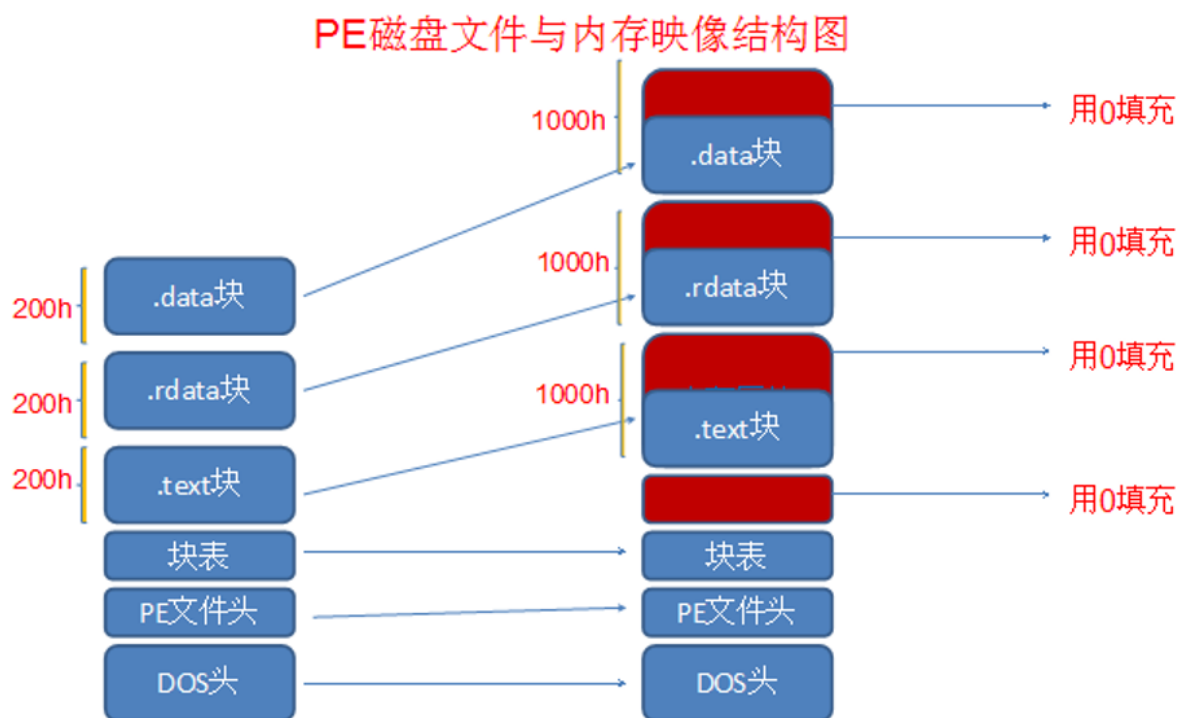 PE磁盘文件与内存映像结构图
1000h
用0填充
.data块
1000h
用0填充
.rdata块
.data块
200h
1000h
用0填充
.text块
.rdata块
200h
.text块
200h
用0填充
块表
块表
PE文件头
PE文件头
DOS头
DOS头